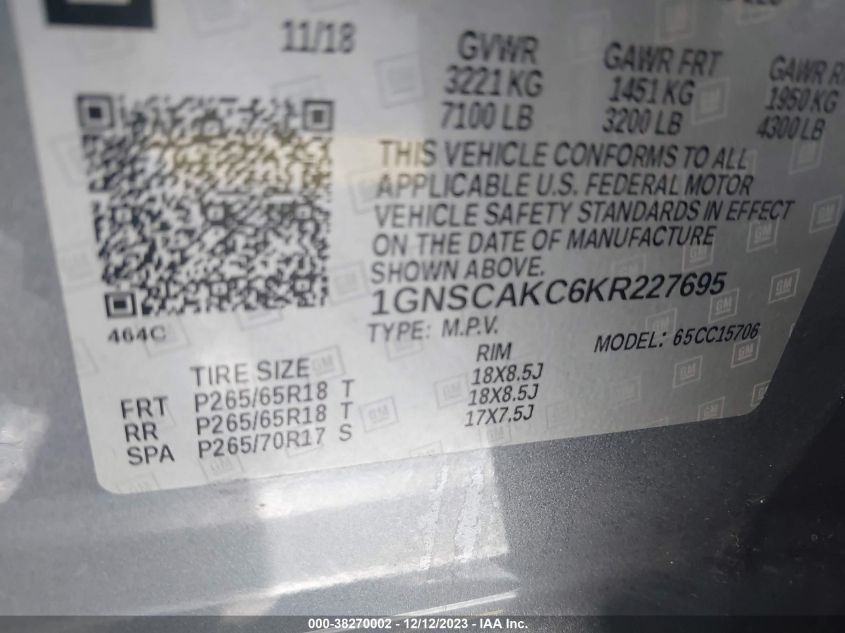 11/18 GVWR GAWR FRT GAWR
3221 KG 1451 KG 1950 KG
7100 LB 3200 LB 4300 LB
THIS VEHICLE CONFORMS TO ALL
APPLICABLE U.S. FEDERAL MOTOR
VEHICLE SAFETY STANDARDS IN EFFECT
ON THE DATE OF MANUFACTURE
SHOWN ABOVE.
1GNSCAKC6KR227695
464C TYPE: M.P.V. MODEL: 65CC15706
TIRE SIZE RIM
FRT P265/65R18 T 18X8.5J
RR P265/65R18 T 18X8.5J
SPA P265/70R17 S 17X7.5J
000-38270002 - 12/12/2023 - IAA Inc.